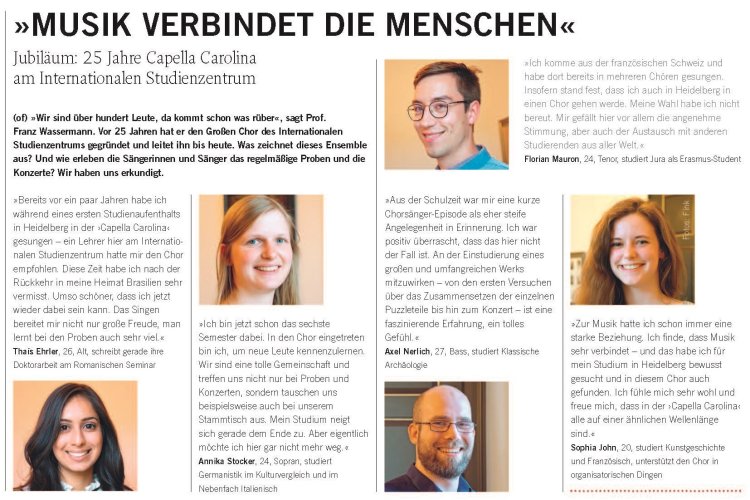 »MUSIK VERBINDET DIE MENSCHEN«
Jubiläum: 25 Jahre Capella Carolina
am Internationalen Studienzentrum
(of) »Wir sind über hundert Leute, da kommt schon was rüber«, sagt Prof.
Franz Wassermann. Vor 25 Jahren hat er den Großen Chor des Internationalen
Studienzentrums gegründet und leitet ihn bis heute. Was zeichnet dieses Ensemble
aus? Und wie erleben die Sängerinnen und Sänger das regelmäßige Proben und die
Konzerte? Wir haben uns erkundigt.
»Bereits vor ein paar Jahren habe ich
während eines ersten Studienaufenthalts
in Heidelberg in der ›Capella Carolina‹
gesungen – ein Lehrer hier am Internatio-
nalen Studienzentrum hatte mir den Chor
empfohlen. Diese Zeit habe ich nach der
Rückkehr in meine Heimat Brasilien sehr
vermisst. Umso schöner, dass ich jetzt
wieder dabei sein kann. Das Singen
bereitet mir nicht nur große Freude, man
lernt bei den Proben auch sehr viel.«
Thaís Ehrler, 26, Alt, schreibt gerade ihre
Doktorarbeit am Romanischen Seminar
»Ich bin jetzt schon das sechste
Semester dabei. In den Chor eingetreten
bin ich, um neue Leute kennenzulernen.
Wir sind eine tolle Gemeinschaft und
treffen uns nicht nur bei Proben und
Konzerten, sondern tauschen uns
beispielsweise auch bei unserem
Stammtisch aus. Mein Studium neigt
sich gerade dem Ende zu. Aber eigentlich
möchte ich hier gar nicht mehr weg.«
Annika Stocker, 24, Sopran, studiert
Germanistik im Kulturvergleich und im
Nebenfach Italienisch
»Ich komme aus der französischen Schweiz und
habe dort bereits in mehreren Chören gesungen.
Insofern stand fest, dass ich auch in Heidelberg in
einen Chor gehen werde. Meine Wahl habe ich nicht
bereut. Mir gefällt hier vor allem die angenehme
Stimmung, aber auch der Austausch mit anderen
Studierenden aus aller Welt.«
Florian Mauron, 24, Tenor, studiert Jura als Erasmus-Student
»Aus der Schulzeit war mir eine kurze
Chorsänger-Episode als eher steife
Angelegenheit in Erinnerung. Ich war
positiv überrascht, dass das hier nicht
der Fall ist. An der Einstudierung eines
großen und umfangreichen Werks
mitzuwirken – von den ersten Versuchen
über das Zusammensetzen der einzelnen
Puzzleteile bis hin zum Konzert – ist eine
faszinierende Erfahrung, ein tolles
Gefühl.«
Axel Nerlich, 27, Bass, studiert Klassische
Archäologie
Fotos: Fink
»Zur Musik hatte ich schon immer eine
starke Beziehung. Ich finde, dass Musik
sehr verbindet – und das habe ich für
mein Studium in Heidelberg bewusst
gesucht und in diesem Chor auch
gefunden. Ich fühle mich sehr wohl und
freue mich, dass in der ›Capella Carolina‹
alle auf einer ähnlichen Wellenlänge
sind.«
Sophia John, 20, studiert Kunstgeschichte
und Französisch, unterstützt den Chor in
organisatorischen Dingen